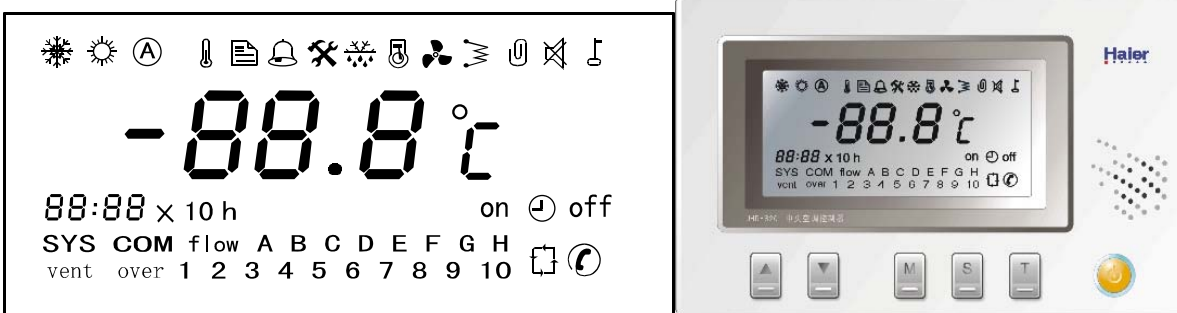 -88.8℃
88:88 × 10 h on off
SYS COM flow A B C D E F G H
vent over 1 2 3 4 5 6 7 8 9 10
Haier
-88.8℃
88:88 x 10 h on off
SYS COM flow A B C D E F G H
vent over 1 2 3 4 5 6 7 8 9 10
M S T